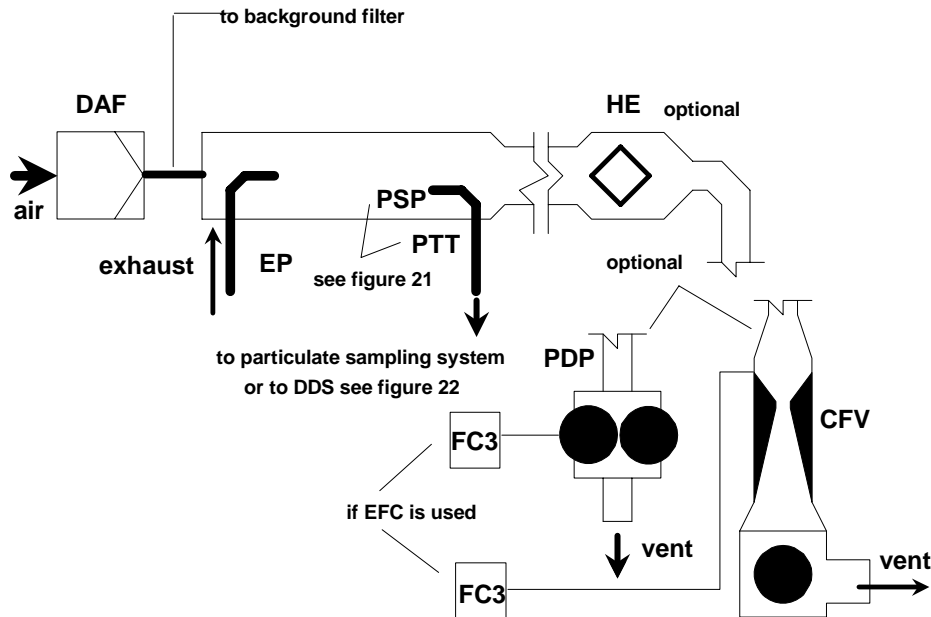 to background filter
DAF
HE optional
air
PSP
exhaust
EP
PTT
see figure 21
optional
to particulate sampling system
or to DDS see figure 22
PDP
CFV
FC3
if EFC is used
vent
vent
FC3